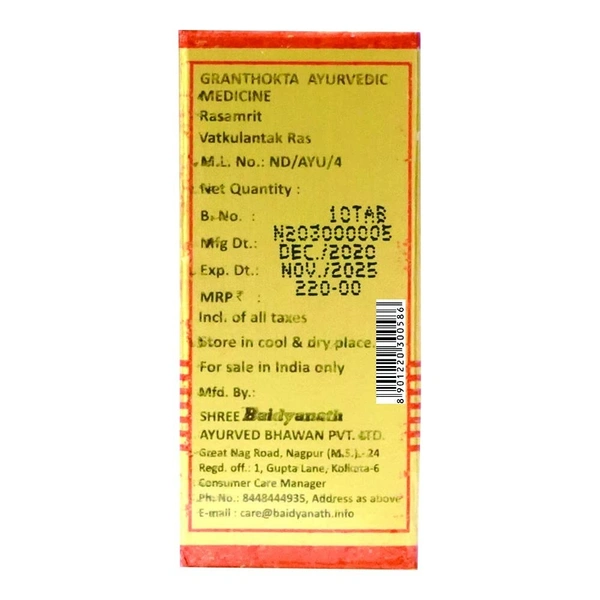 GRANTHOKTA AYURVEDIC
MEDICINE
Rasamrit
Vatkulantak Ras
M.L. No.: ND/AYU/4
Net Quantity :
B. No. : 10TAB
Mfg Dt.: N203000005
Exp. Dt.: DEC./2020
NOV./2025
MRP ₹ : 220-00
Incl. of all taxes
Store in cool & dry place.
For sale in India only
Mfd. By.:
SHREE Baidyanath
AYURVED BHAWAN PVT. LTD.
Great Nag Road, Nagpur (M.S.)- 24
Regd. off.: 1, Gupta Lane, Kolkata-6
Consumer Care Manager
Ph. No.: 8448444935, Address as above
E-mail : care@baidyanath.info
8 901220 300586